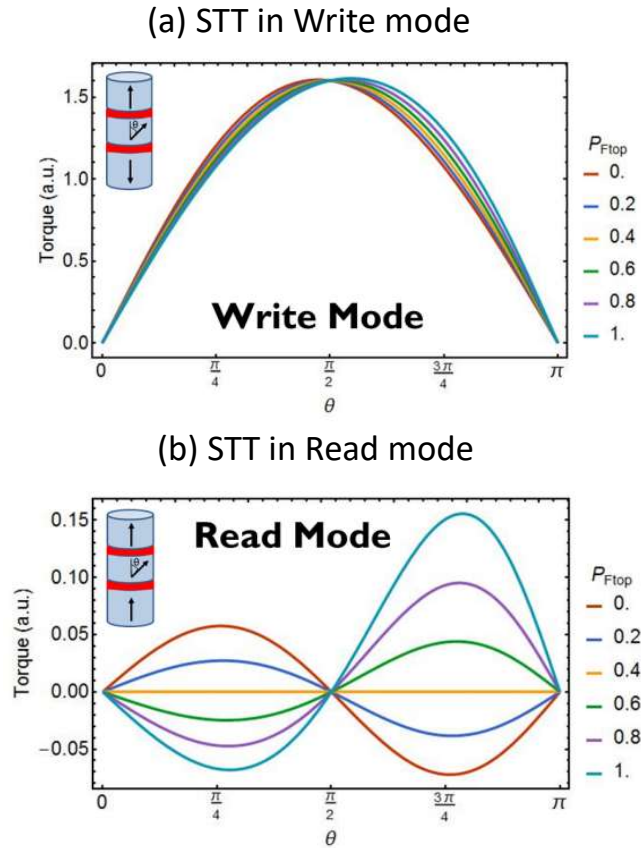 (a) STT in Write mode
Torque (a.u.)
1.5
1.0
0.5
0.0
θ
Write Mode
0
π/4
π/2
3π/4
π
θ
P_Ftop
0.
0.2
0.4
0.6
0.8
1.
(b) STT in Read mode
Torque (a.u.)
0.15
0.10
0.05
0.00
−0.05
θ
Read Mode
0
π/4
π/2
3π/4
π
θ
P_Ftop
0.
0.2
0.4
0.6
0.8
1.